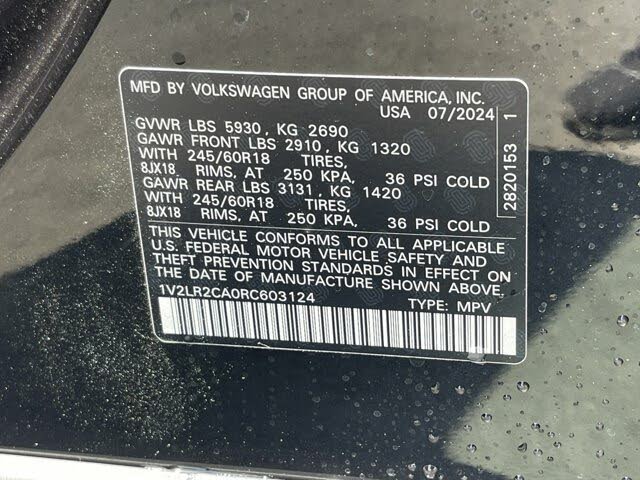 MFD BY VOLKSWAGEN GROUP OF AMERICA, INC.
USA 07/2024
GVWR LBS 5930, KG 2690
GAWR FRONT LBS 2910, KG 1320
WITH 245/60R18 TIRES,
8JX18 RIMS, AT 250 KPA, 36 PSI COLD
GAWR REAR LBS 3131, KG 1420
WITH 245/60R18 TIRES,
8JX18 RIMS, AT 250 KPA, 36 PSI COLD
THIS VEHICLE CONFORMS TO ALL APPLICABLE
U.S. FEDERAL MOTOR VEHICLE SAFETY AND
THEFT PREVENTION STANDARDS IN EFFECT ON
THE DATE OF MANUFACTURE SHOWN ABOVE.
1V2LR2CA0RC603124 TYPE: MPV
2820153 1